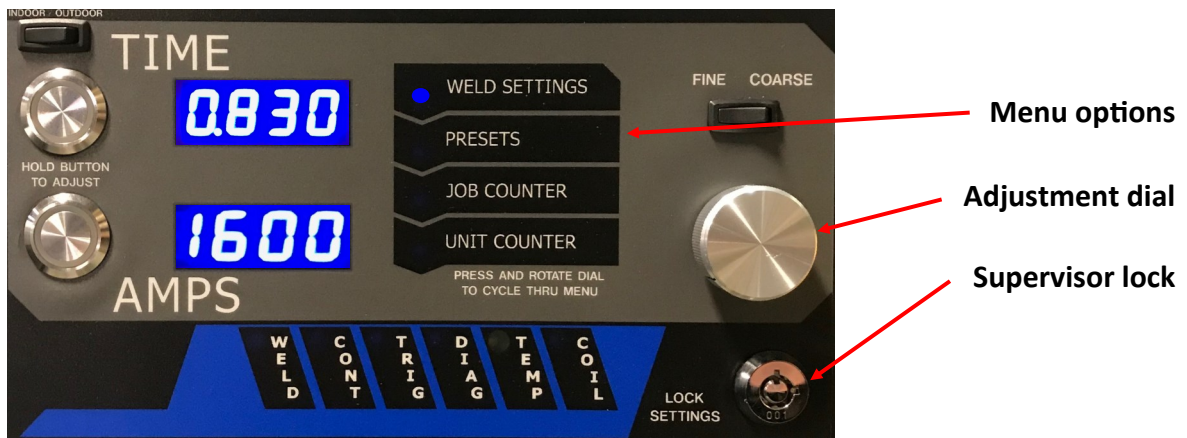 INDOOR / OUTDOOR
TIME
0.830
HOLD BUTTON
TO ADJUST
1600
AMPS
WELD SETTINGS
PRESETS
JOB COUNTER
UNIT COUNTER
PRESS AND ROTATE DIAL
TO CYCLE THRU MENU
FINE COARSE
WELD
CONT
TRIG
DIAG
TEMP
COIL
LOCK
SETTINGS
001
Menu options
Adjustment dial
Supervisor lock